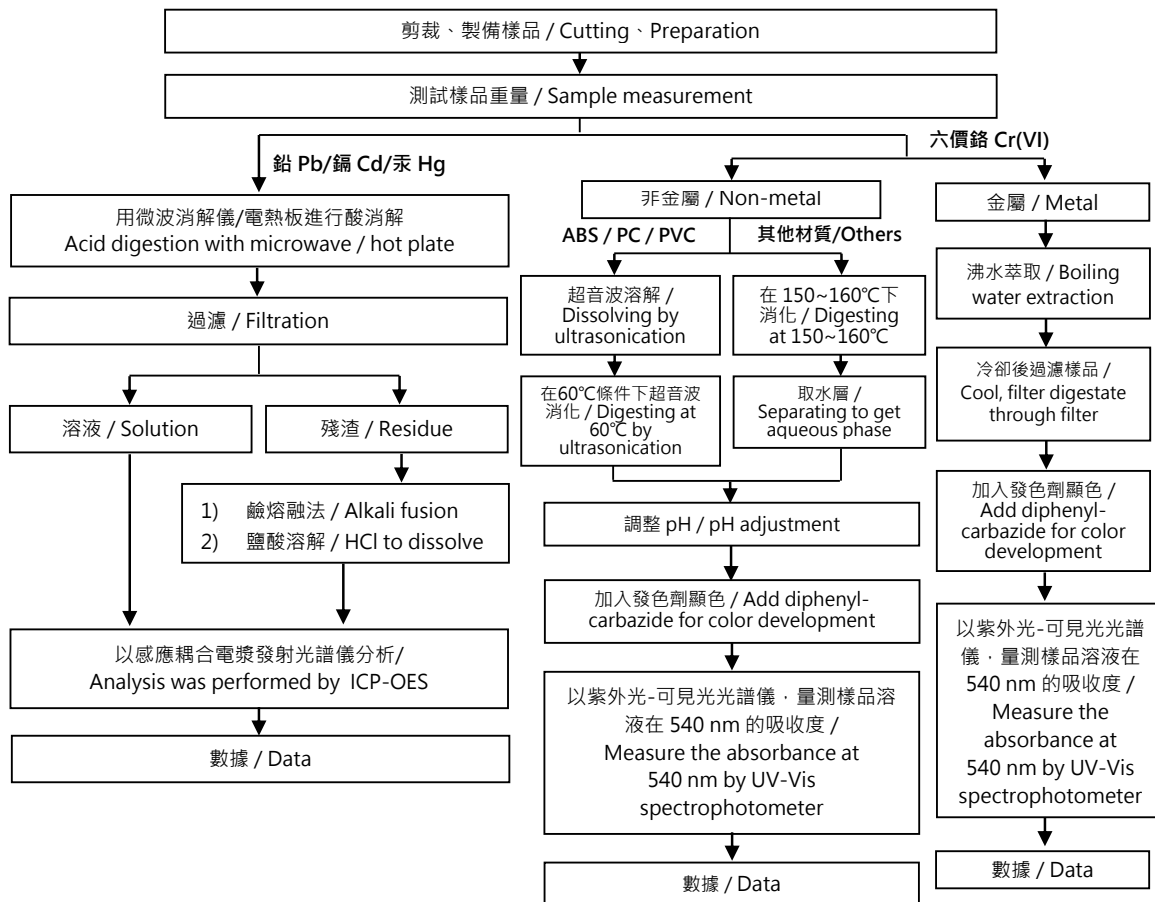 剪裁、製備樣品 / Cutting、Preparation
測試樣品重量 / Sample measurement
鉛 Pb/鎘 Cd/汞 Hg
用微波消解儀/電熱板進行酸消解
Acid digestion with microwave / hot plate
過濾 / Filtration
溶液 / Solution
殘渣 / Residue
1) 鹼熔融法 / Alkali fusion
2) 鹽酸溶解 / HCl to dissolve
以感應耦合電漿發射光譜儀分析/
Analysis was performed by ICP-OES
數據 / Data
六價鉻 Cr(VI)
非金屬 / Non-metal
ABS / PC / PVC
超音波溶解 /
Dissolving by
ultrasonication
在60℃條件下超音波
消化 / Digesting at
60℃ by
ultrasonication
其他材質/Others
在 150~160℃下
消化 / Digesting
at 150~160℃
取水層 /
Separating to get
aqueous phase
調整 pH / pH adjustment
加入發色劑顯色 / Add diphenyl-
carbazide for color development
以紫外光-可見光光譜儀，量測樣品溶
液在 540 nm 的吸收度 /
Measure the absorbance at
540 nm by UV-Vis
spectrophotometer
數據 / Data
金屬 / Metal
沸水萃取 / Boiling
water extraction
冷卻後過濾樣品 /
Cool, filter digestate
through filter
加入發色劑顯色 /
Add diphenyl-
carbazide for color
development
以紫外光-可見光光譜
儀，量測樣品溶液在
540 nm 的吸收度 /
Measure the
absorbance at
540 nm by UV-Vis
spectrophotometer
數據 / Data